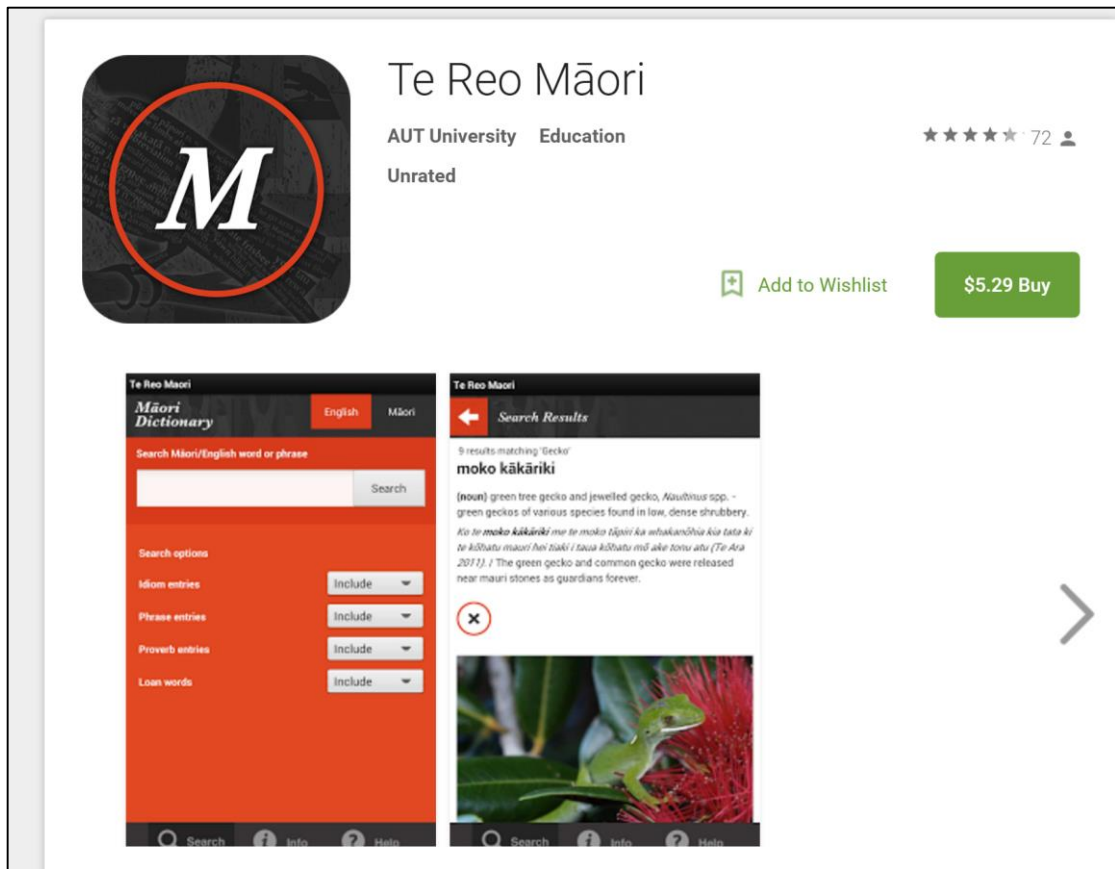 M
Te Reo Māori
AUT University Education
72
Unrated
Add to Wishlist
$5.29 Buy
Te Reo Maori
Māori
Dictionary
English Māori
Search Māori/English word or phrase
Search
Search options
Idiom entries Include
Phrase entries Include
Proverb entries Include
Loan words Include
Search Info Help
Te Reo Maori
Search Results
9 results matching 'Gecko'
moko kākāriki
(noun) green tree gecko and jewelled gecko, Naultinus spp. -
green geckos of various species found in low, dense shrubbery.
Ko te moko kākāriki me te moko tāpiri ka whakanōhia kia tata ki
te kōhatu mauri hei tiaki i taua kōhatu mō ake tonu atu (Te Ara
2011). / The green gecko and common gecko were released
near mauri stones as guardians forever.
Search Info Help